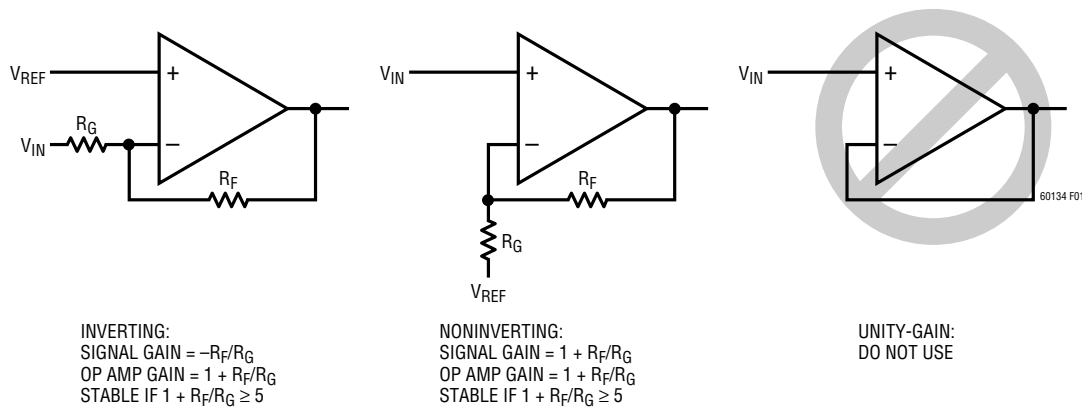 V_REF
+
R_G
V_IN
−
R_F
V_IN
+
−
R_F
R_G
V_REF
V_IN
+
−
60134 F01
INVERTING:
SIGNAL GAIN = –R_F/R_G
OP AMP GAIN = 1 + R_F/R_G
STABLE IF 1 + R_F/R_G ≥ 5
NONINVERTING:
SIGNAL GAIN = 1 + R_F/R_G
OP AMP GAIN = 1 + R_F/R_G
STABLE IF 1 + R_F/R_G ≥ 5
UNITY-GAIN:
DO NOT USE